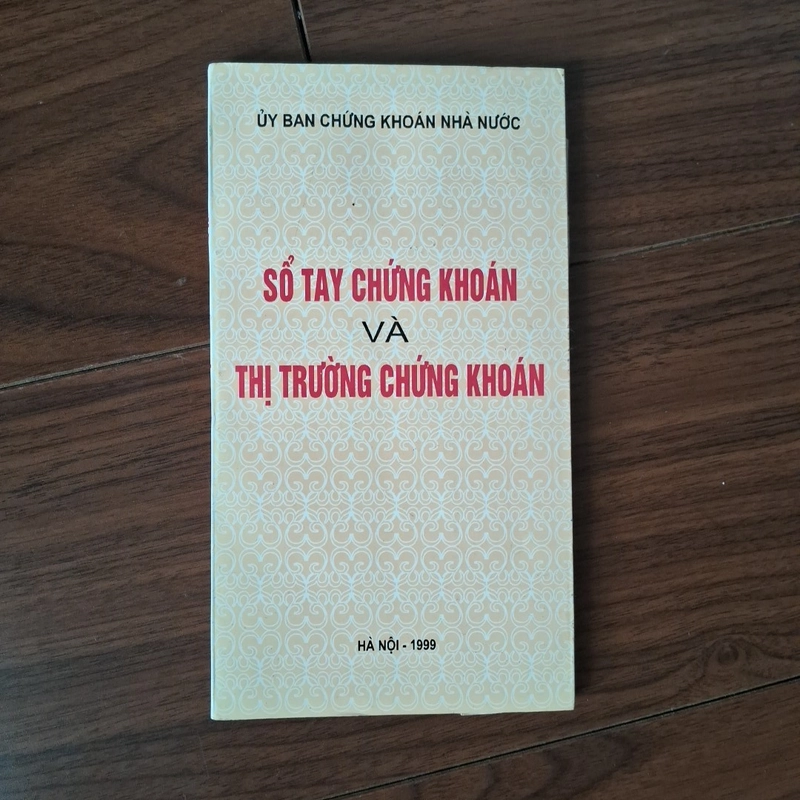 ỦY BAN CHỨNG KHOÁN NHÀ NƯỚC
SỔ TAY CHỨNG KHOÁN
VÀ
THỊ TRƯỜNG CHỨNG KHOÁN
HÀ NỘI - 1999